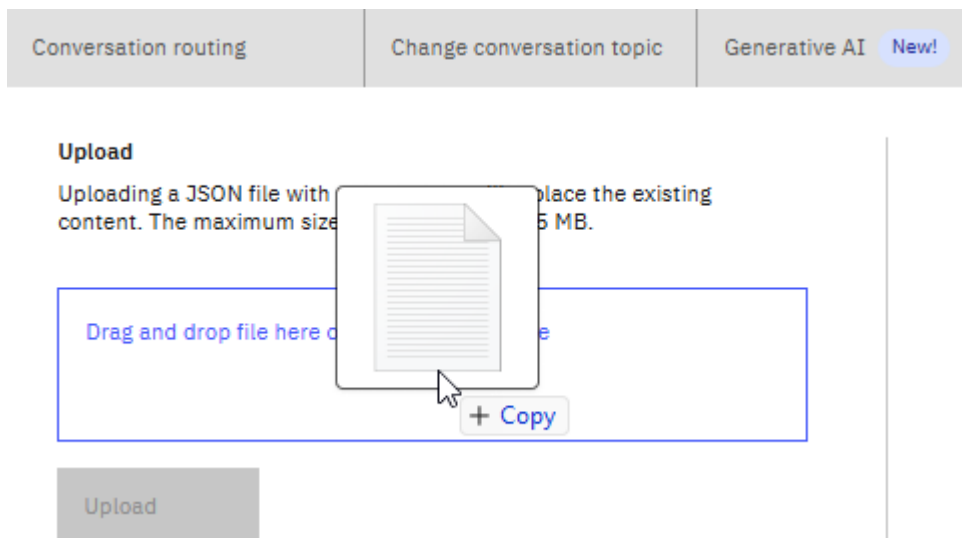 Conversation routing
Change conversation topic
Generative AI New!
Upload
Uploading a JSON file with place the existing
content. The maximum size 5 MB.
Drag and drop file here
+ Copy
Upload